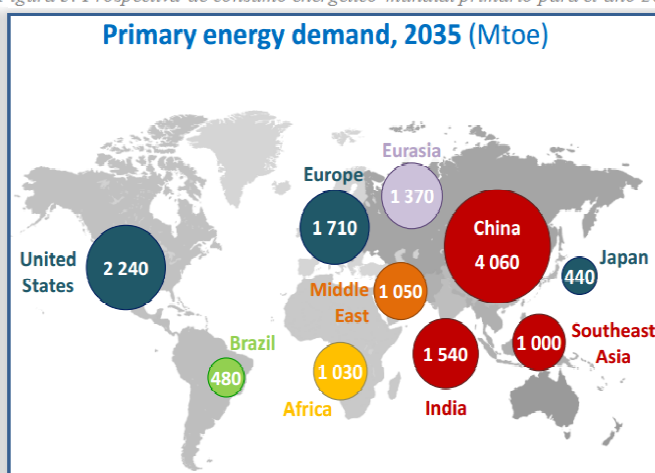 Primary energy demand, 2035 (Mtoe)
Eurasia
1 370
Europe
1 710
China
4 060
United
States
2 240
Japan
440
Middle
East
1 050
Southeast
Asia
1 000
Brazil
480
1 540
India
1 030
Africa